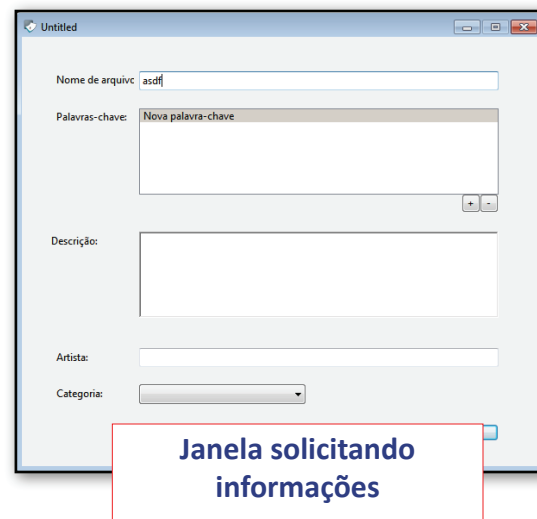 Untitled
Nome de arquivc asdf
Palavras-chave: Nova palavra-chave
+ -
Descrição:
Artista:
Categoria:
Janela solicitando
informações